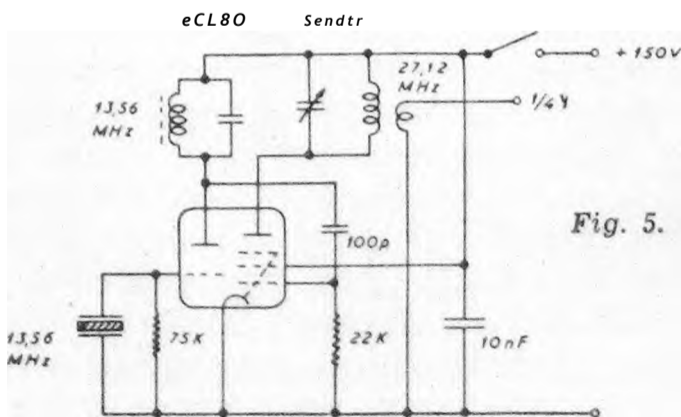 eCL80 Sendtr
27,12
MHz
+ 150V
13,56
MHz
1/4 λ
Fig. 5.
100p
13,56
MHz
75K
22K
10nF